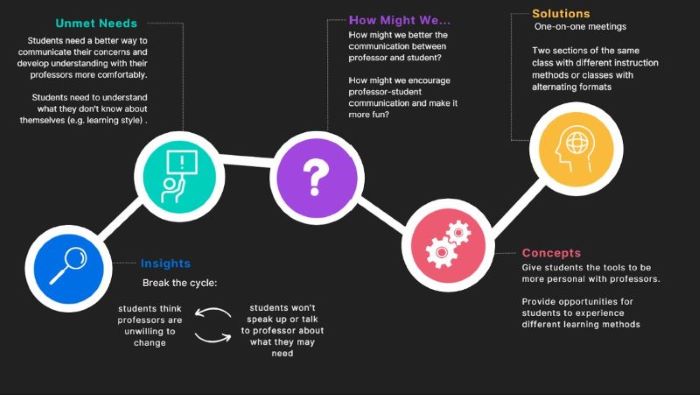 Unmet Needs
Students need a better way to
communicate their concerns and
develop understanding with their
professors more comfortably.
Students need to understand
what they don't know about
themselves (e.g. learning style) .
How Might We...
How might we better the
communication between
professor and student?
How might we encourage
professor-student
communication and make it
more fun?
Solutions
One-on-one meetings
Two sections of the same
class with different instruction
methods or classes with
alternating formats
!
?
Insights
Break the cycle:
students think
professors are
unwilling to
change
students won't
speak up or talk
to professor about
what they may
need
Concepts
Give students the tools to be
more personal with professors.
Provide opportunities for
students to experience
different learning methods